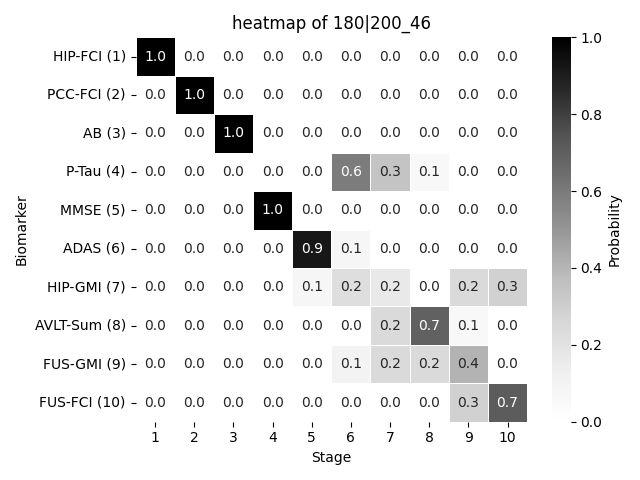 heatmap of 180|200_46
HIP-FCI (1) 1.0 0.0 0.0 0.0 0.0 0.0 0.0 0.0 0.0 0.0
PCC-FCI (2) 0.0 1.0 0.0 0.0 0.0 0.0 0.0 0.0 0.0 0.0
AB (3) 0.0 0.0 1.0 0.0 0.0 0.0 0.0 0.0 0.0 0.0
P-Tau (4) 0.0 0.0 0.0 0.0 0.0 0.6 0.3 0.1 0.0 0.0
MMSE (5) 0.0 0.0 0.0 1.0 0.0 0.0 0.0 0.0 0.0 0.0
ADAS (6) 0.0 0.0 0.0 0.0 0.9 0.1 0.0 0.0 0.0 0.0
HIP-GMI (7) 0.0 0.0 0.0 0.0 0.1 0.2 0.2 0.0 0.2 0.3
AVLT-Sum (8) 0.0 0.0 0.0 0.0 0.0 0.0 0.2 0.7 0.1 0.0
FUS-GMI (9) 0.0 0.0 0.0 0.0 0.0 0.1 0.2 0.2 0.4 0.0
FUS-FCI (10) 0.0 0.0 0.0 0.0 0.0 0.0 0.0 0.0 0.3 0.7
1 2 3 4 5 6 7 8 9 10
Stage
Biomarker
1.0
0.8
0.6
0.4
0.2
0.0
Probability